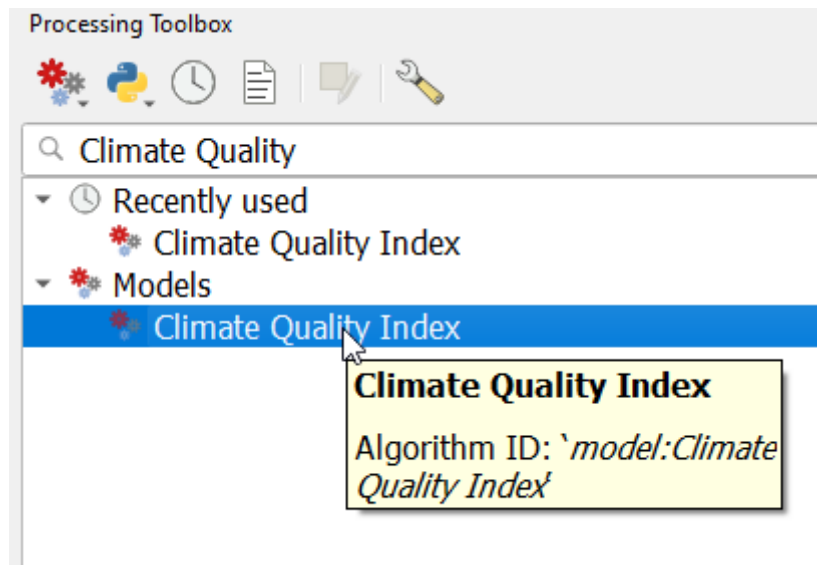 Processing Toolbox
Climate Quality
Recently used
Climate Quality Index
Models
Climate Quality Index
Climate Quality Index
Algorithm ID: `model:Climate
Quality Index'